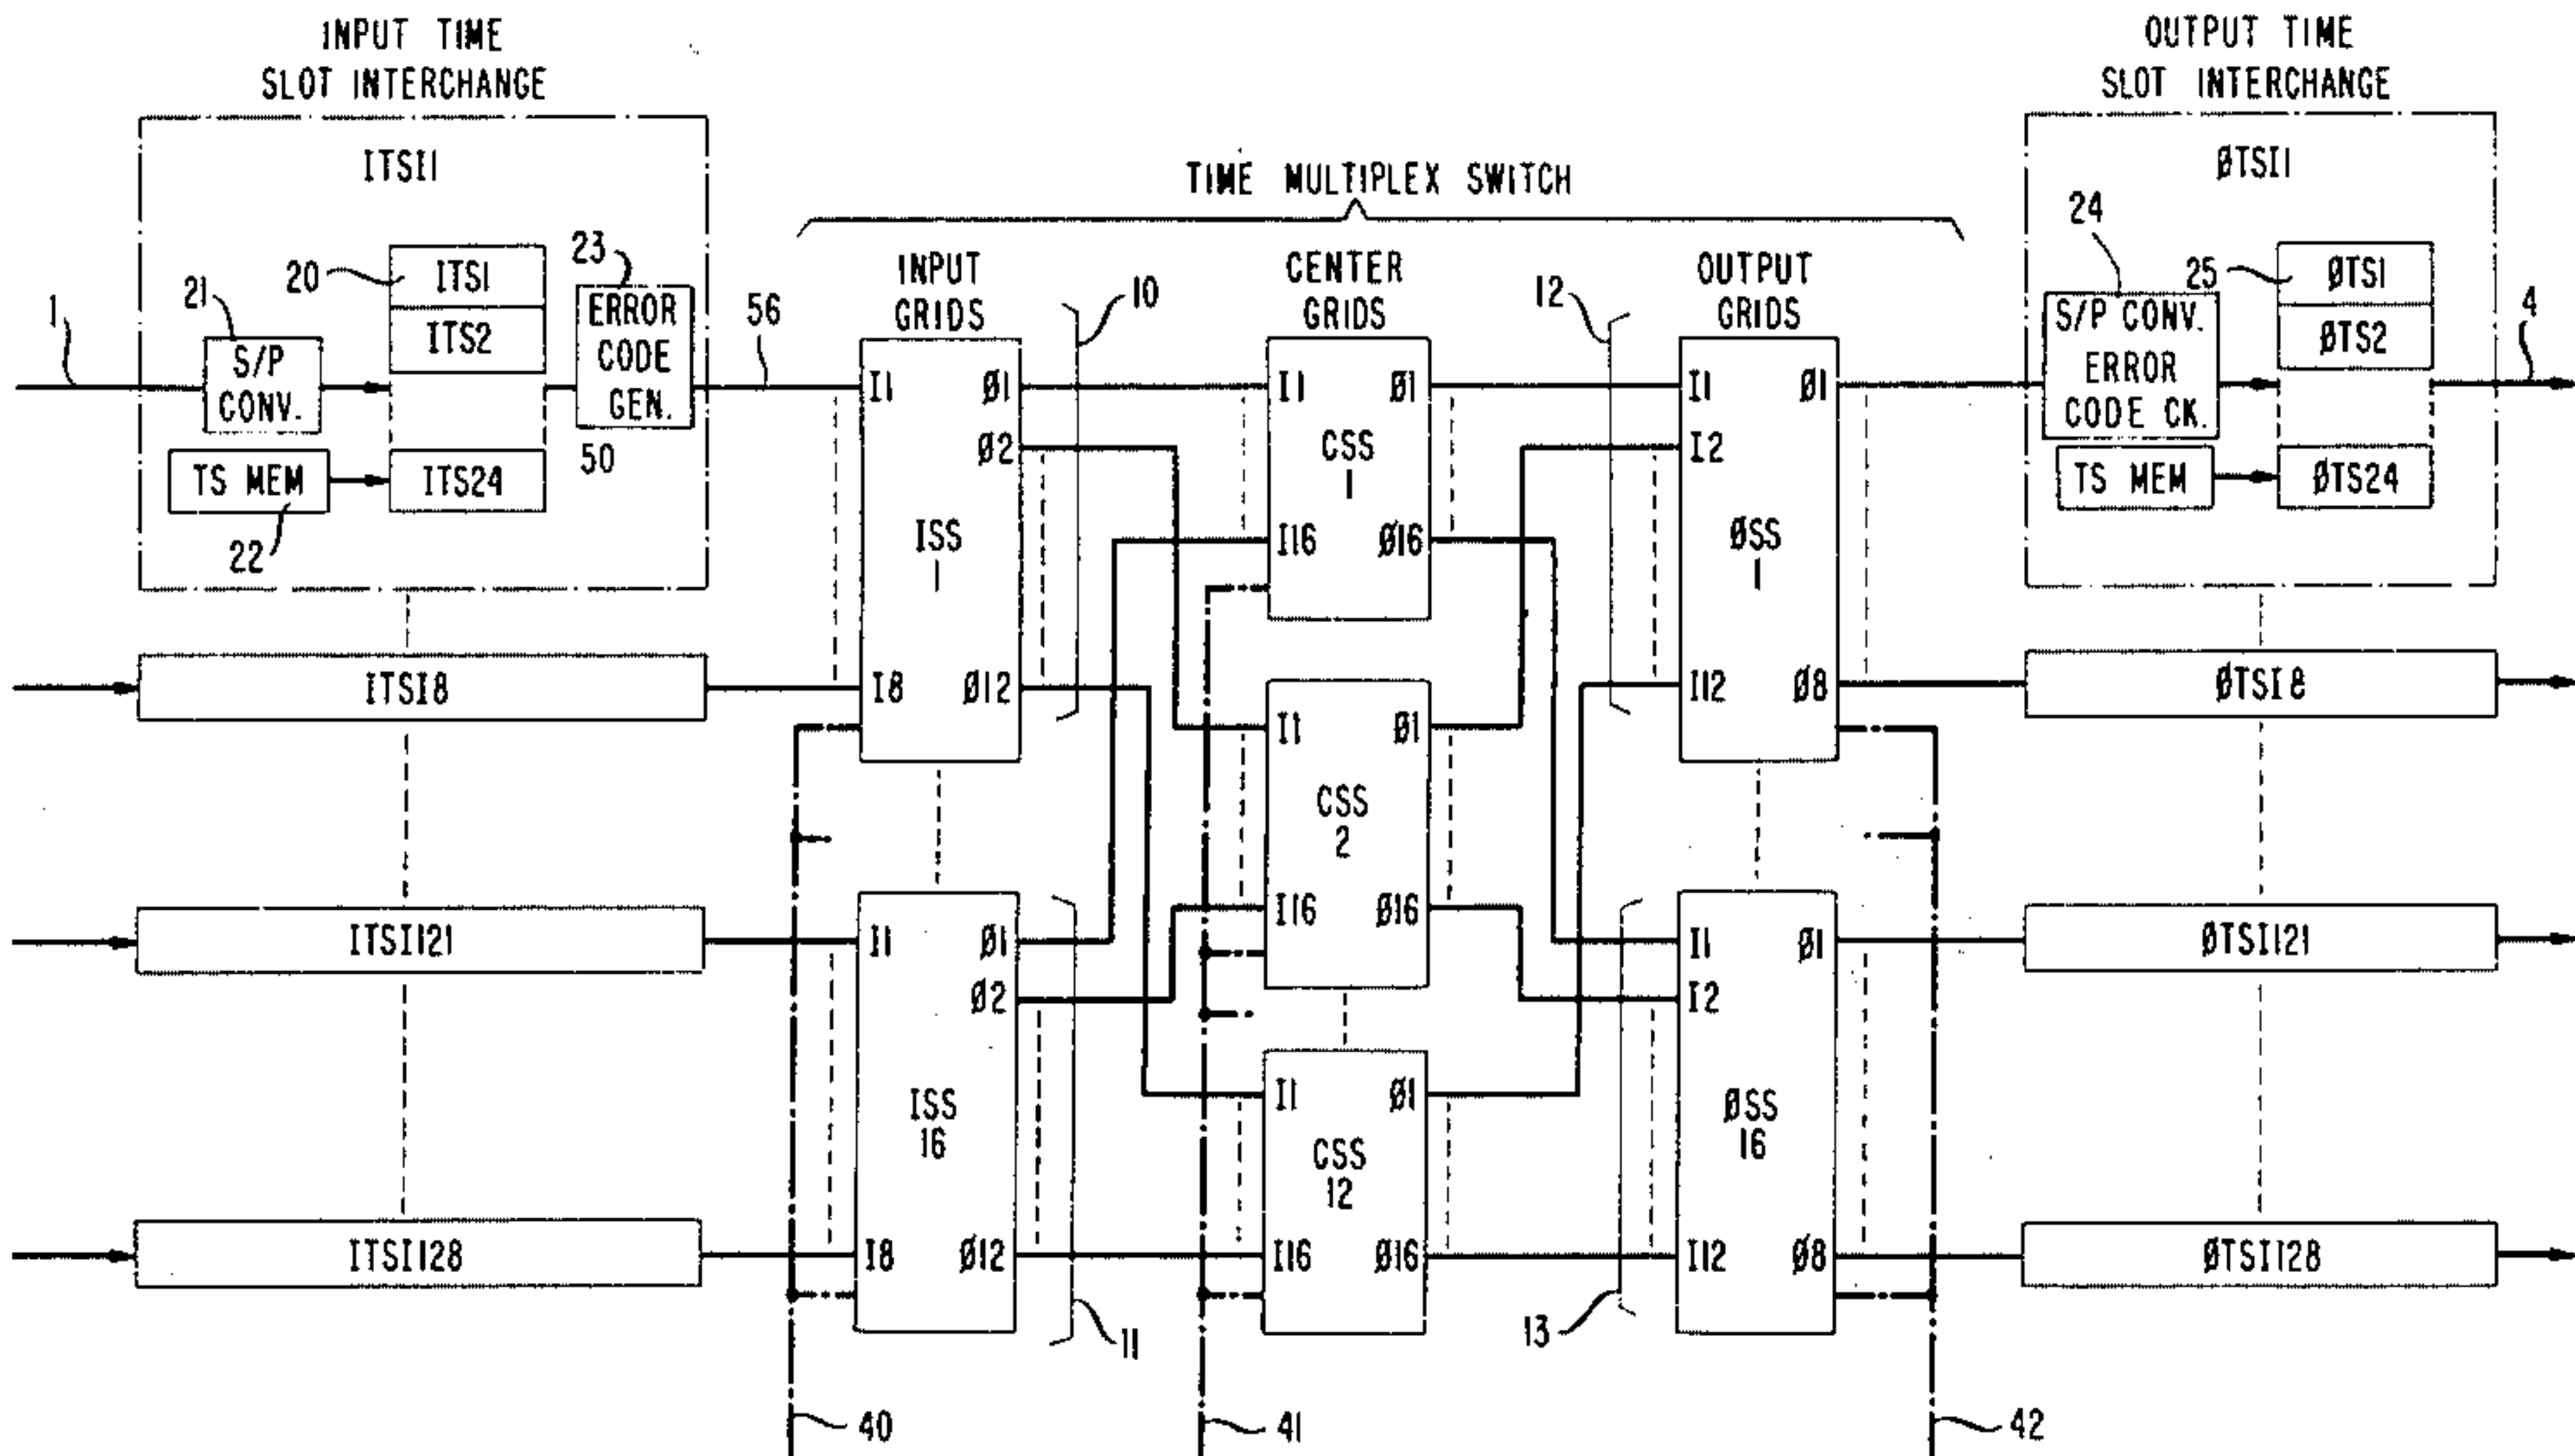 INPUT TIME
SLOT INTERCHANGE
OUTPUT TIME
SLOT INTERCHANGE
ITSI1
TIME MULTIPLEX SWITCH
ØTSI1
INPUT
GRIDS
CENTER
GRIDS
OUTPUT
GRIDS
1
21
S/P
CONV.
20
ITS1
ITS2
ITS24
23
ERROR
CODE
GEN.
50
TS MEM
22
56
10
12
24
S/P CONV.
ERROR
CODE CK.
25
ØTS1
ØTS2
ØTS24
TS MEM
4
I1
Ø1
Ø2
ISS
1
I8
Ø12
I1
Ø1
CSS
1
I16
Ø16
I1
Ø1
I2
ØSS
1
I12
Ø8
ITSI8
ØTSI8
I1
Ø1
CSS
2
I16
Ø16
ITSI121
I1
Ø1
Ø2
ISS
16
I8
Ø12
I1
Ø1
CSS
12
I16
Ø16
I1
Ø1
I2
ØSS
16
I12
Ø8
ØTSI121
ITSI128
ØTSI128
11
13
40
41
42